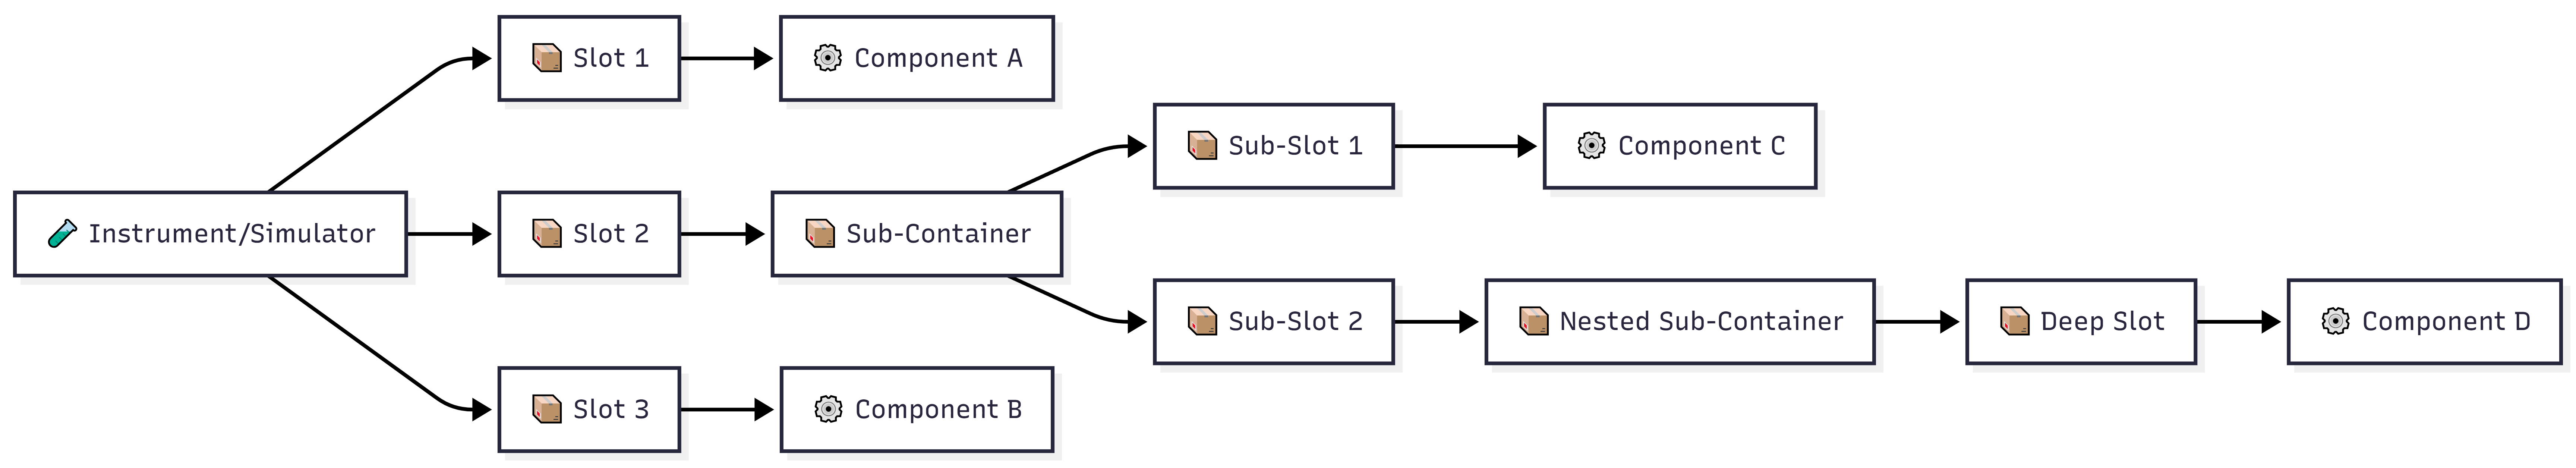 Slot 1
Component A
Sub-Slot 1
Component C
Instrument/Simulator
Slot 2
Sub-Container
Sub-Slot 2
Nested Sub-Container
Deep Slot
Component D
Slot 3
Component B